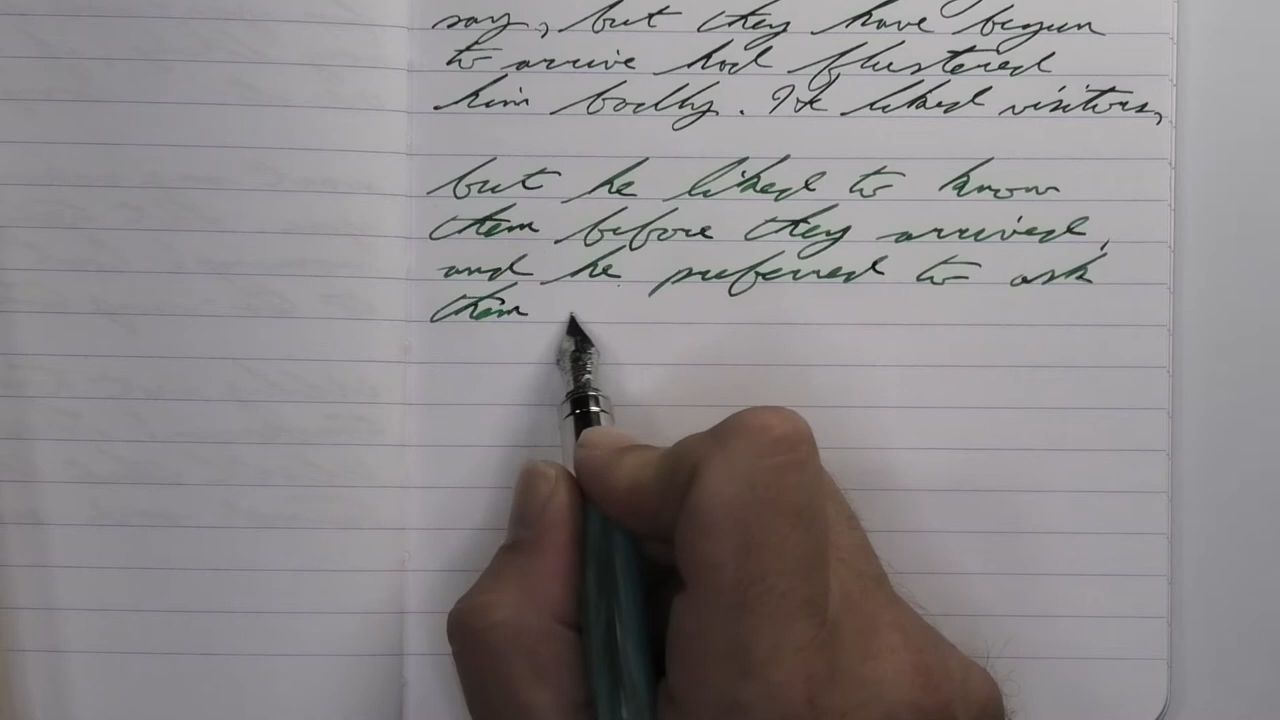 say, but they have begun
to arrive had flustered
him badly. He liked visitors,
but he liked to know
them before they arrived,
and he preferred to ask
them